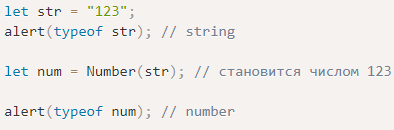 let str = "123";
alert(typeof str); // string
let num = Number(str); // становится числом 123
alert(typeof num); // number